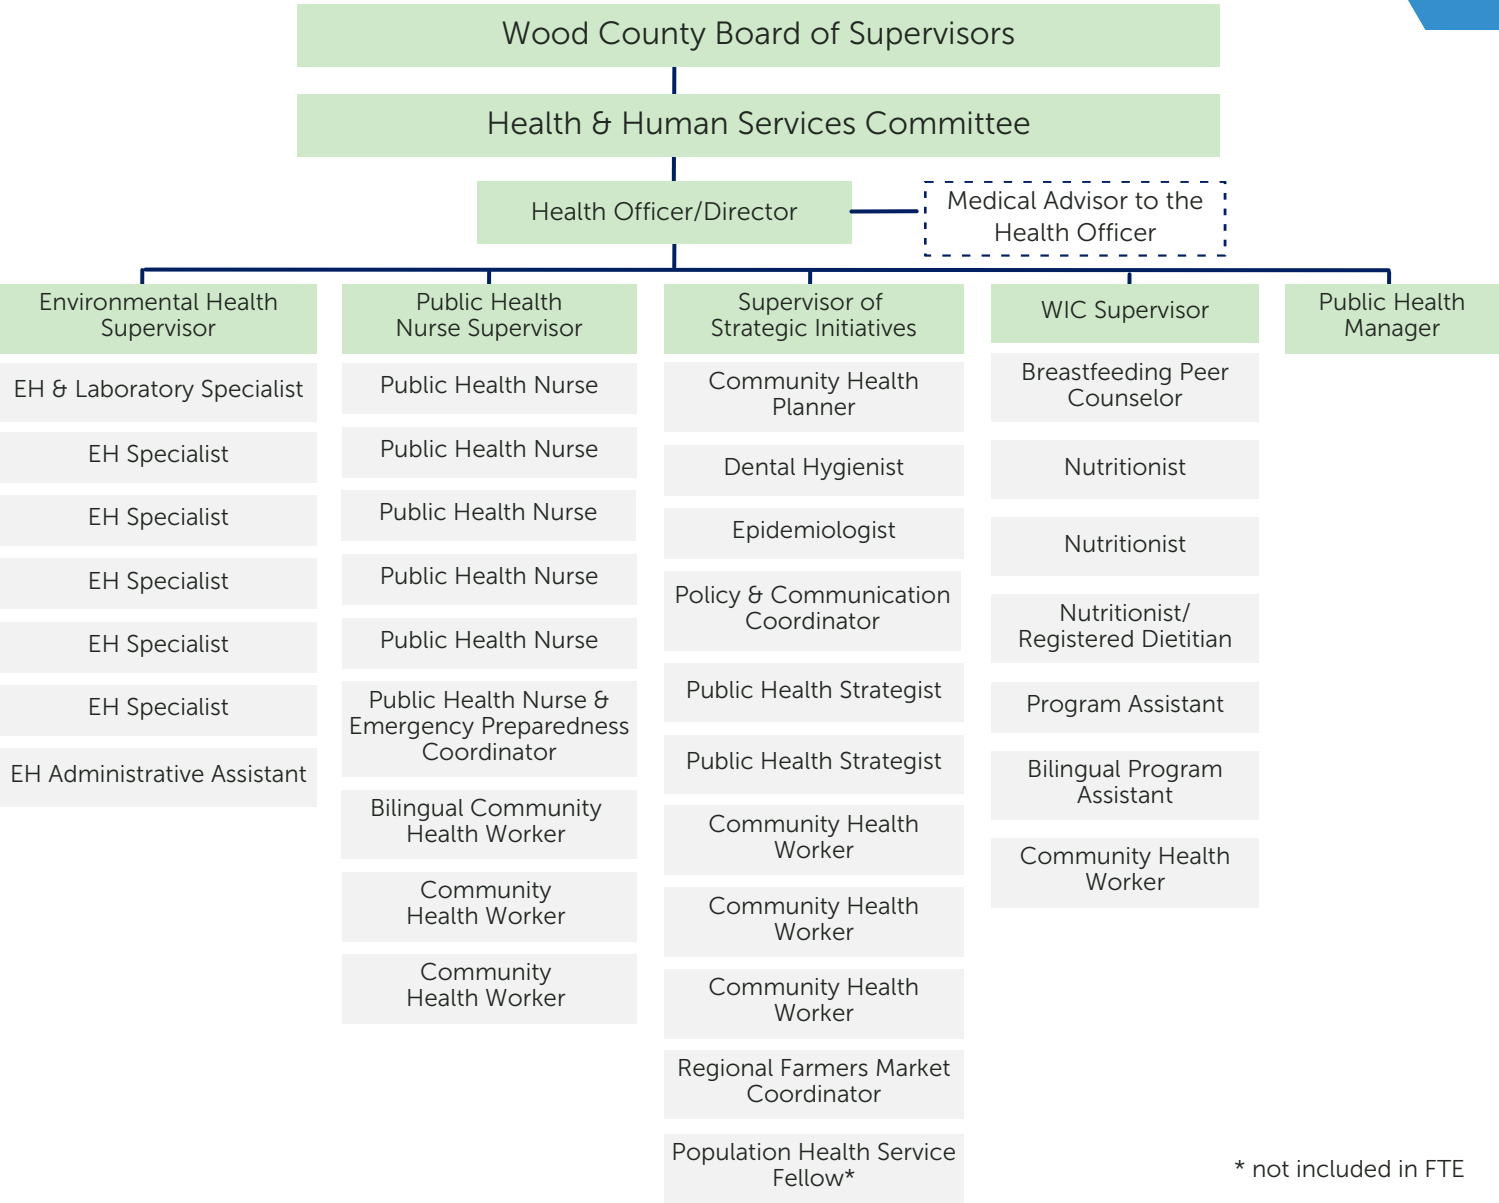 Wood County Board of Supervisors
Health & Human Services Committee
Health Officer/Director
Medical Advisor to the
Health Officer
Environmental Health
Supervisor
EH & Laboratory Specialist
EH Specialist
EH Specialist
EH Specialist
EH Specialist
EH Specialist
EH Administrative Assistant
Public Health
Nurse Supervisor
Public Health Nurse
Public Health Nurse
Public Health Nurse
Public Health Nurse
Public Health Nurse
Public Health Nurse &
Emergency Preparedness
Coordinator
Bilingual Community
Health Worker
Community
Health Worker
Community
Health Worker
Supervisor of
Strategic Initiatives
Community Health
Planner
Dental Hygienist
Epidemiologist
Policy & Communication
Coordinator
Public Health Strategist
Public Health Strategist
Community Health
Worker
Community Health
Worker
Community Health
Worker
Regional Farmers Market
Coordinator
Population Health Service
Fellow*
WIC Supervisor
Breastfeeding Peer
Counselor
Nutritionist
Nutritionist
Nutritionist/
Registered Dietitian
Program Assistant
Bilingual Program
Assistant
Community Health
Worker
Public Health
Manager
* not included in FTE